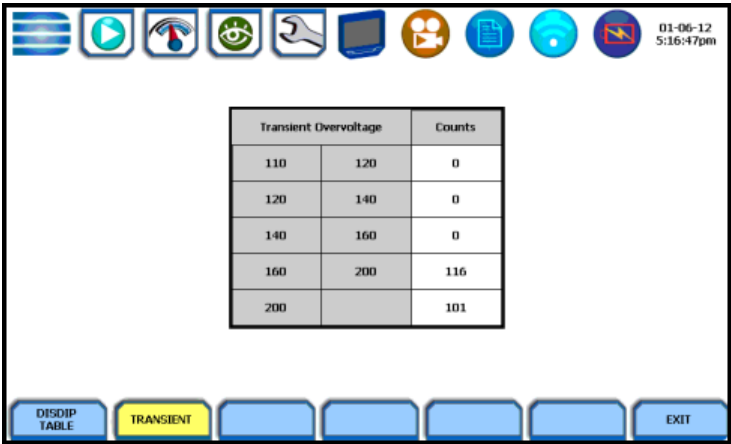 01-06-12
5:16:47pm
Transient Overvoltage Counts
110 120 0
120 140 0
140 160 0
160 200 116
200 101
DISDIP
TABLE
TRANSIENT
EXIT